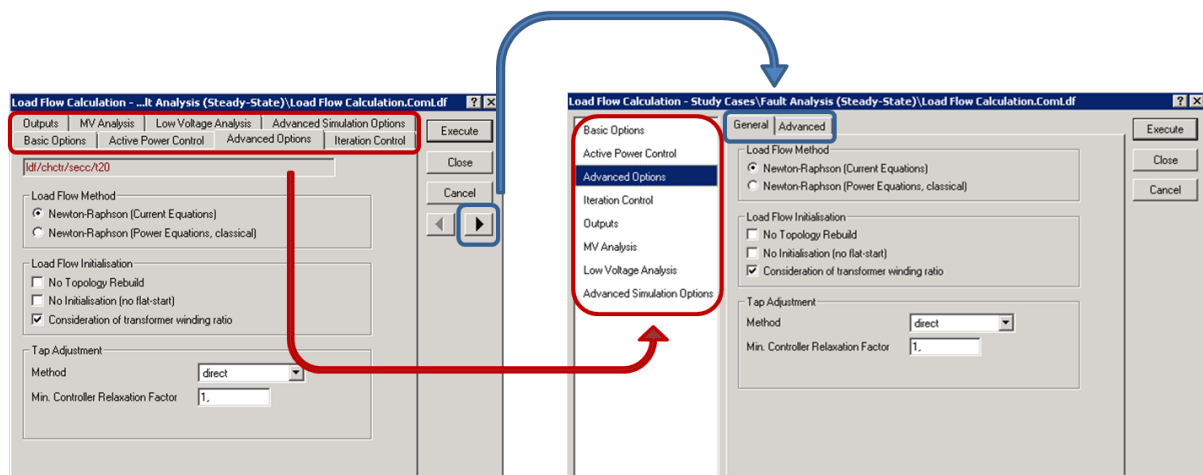 Load Flow Calculation - ...lt Analysis (Steady-State)\Load Flow Calculation.ComLdf
Outputs MV Analysis Low Voltage Analysis Advanced Simulation Options
Basic Options Active Power Control Advanced Options Iteration Control
Execute
Close
Cancel
ldf/chctr/secc/t20
Load Flow Method
Newton-Raphson (Current Equations)
Newton-Raphson (Power Equations, classical)
Load Flow Initialisation
No Topology Rebuild
No Initialisation (no flat-start)
Consideration of transformer winding ratio
Tap Adjustment
Method direct
Min. Controller Relaxation Factor 1,
Load Flow Calculation - Study Cases\Fault Analysis (Steady-State)\Load Flow Calculation.ComLdf
Basic Options
Active Power Control
Advanced Options
Iteration Control
Outputs
MV Analysis
Low Voltage Analysis
Advanced Simulation Options
General Advanced
Load Flow Method
Newton-Raphson (Current Equations)
Newton-Raphson (Power Equations, classical)
Load Flow Initialisation
No Topology Rebuild
No Initialisation (no flat-start)
Consideration of transformer winding ratio
Tap Adjustment
Method direct
Min. Controller Relaxation Factor 1,
Execute
Close
Cancel